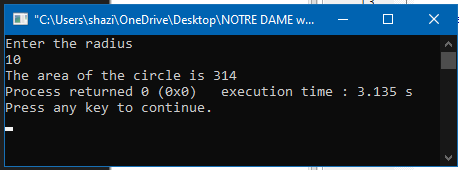 "C:\Users\shazi\OneDrive\Desktop\NOTRE DAME w...
Enter the radius
10
The area of the circle is 314
Process returned 0 (0x0)   execution time : 3.135 s
Press any key to continue.